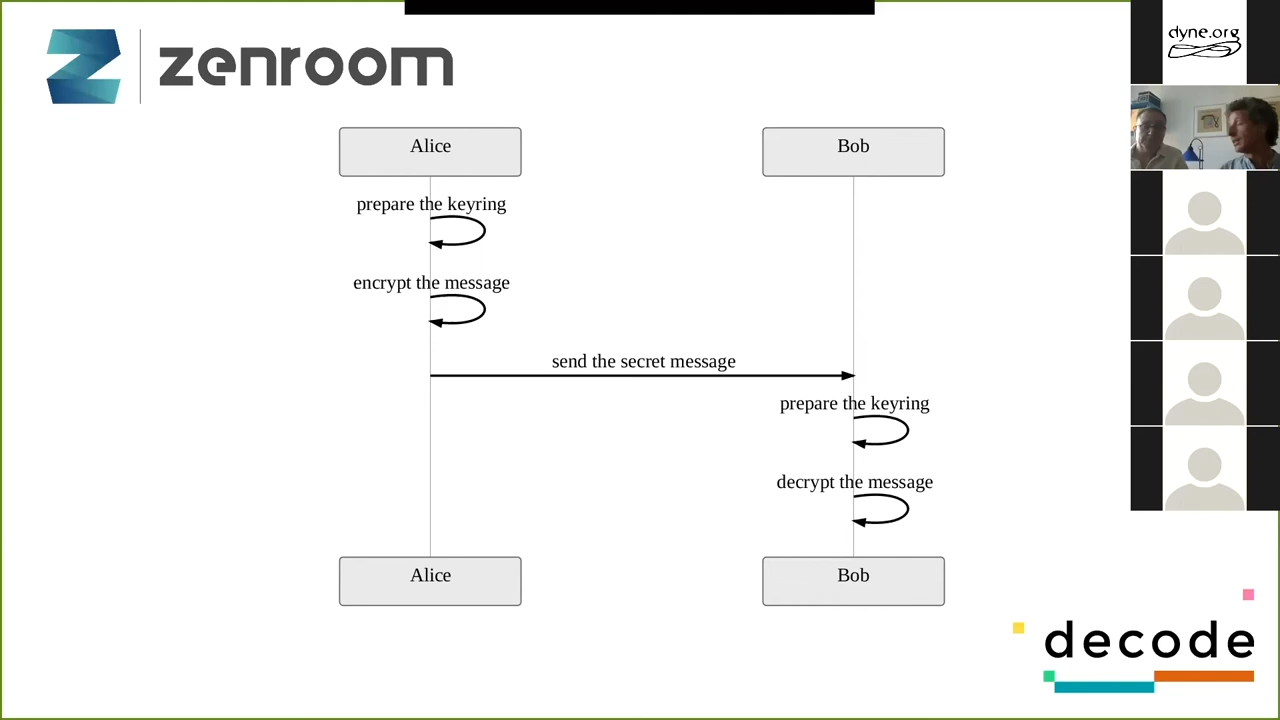 zenroom
dyne.org
Alice
Bob
prepare the keyring
encrypt the message
send the secret message
prepare the keyring
decrypt the message
Alice
Bob
decode